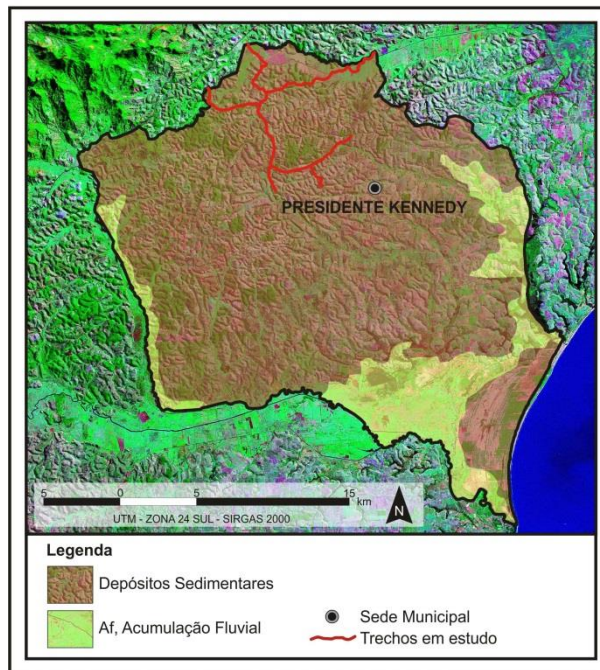 PRESIDENTE KENNEDY
5 0 5 15
km
N
UTM - ZONA 24 SUL - SIRGAS 2000
Legenda
Depósitos Sedimentares
Af, Acumulação Fluvial
Sede Municipal
Trechos em estudo